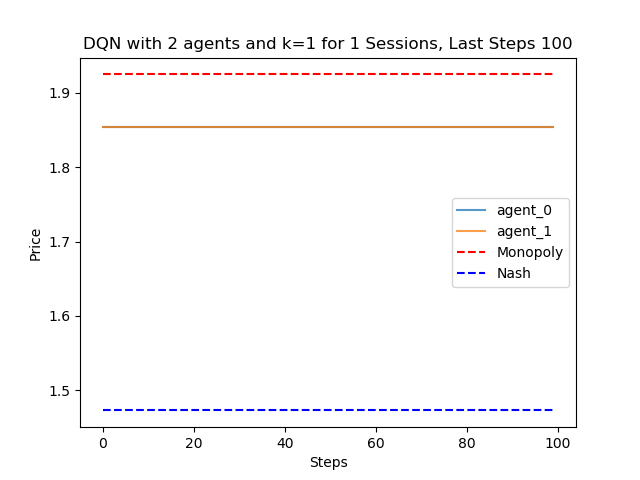 DQN with 2 agents and k=1 for 1 Sessions, Last Steps 100
1.9
1.8
1.7
1.6
1.5
Price
agent_0
agent_1
Monopoly
Nash
0 20 40 60 80 100
Steps